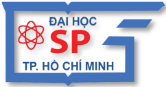 ĐẠI HỌC
SP
TP. HỒ CHÍ MINH